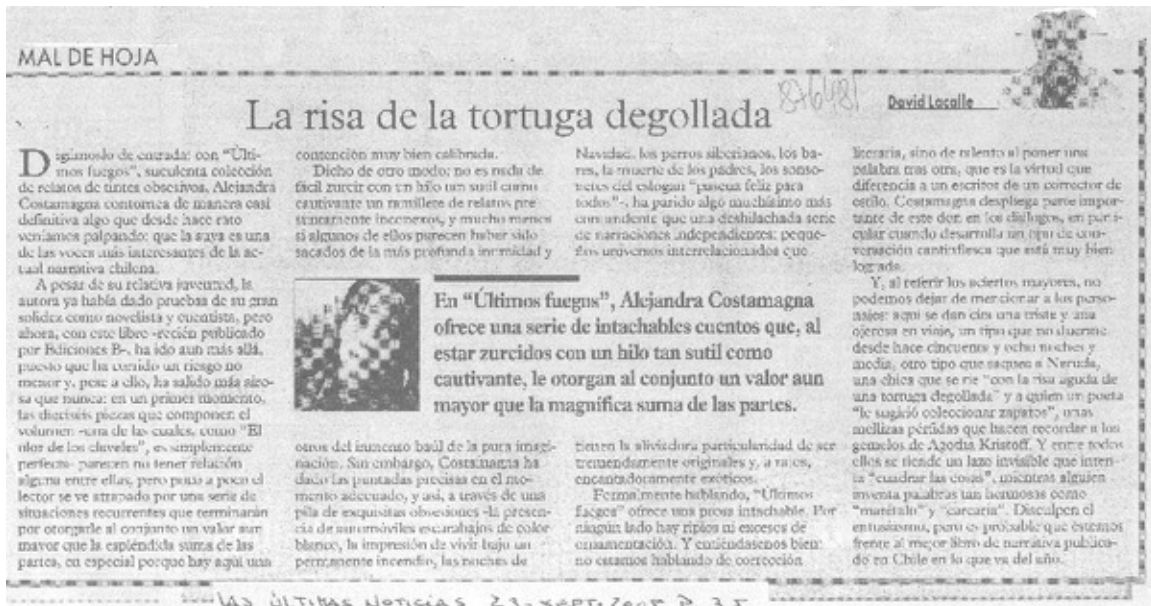 MAL DE HOJA
La risa de la tortuga degollada
876481
David Lacalle
Digámoslo de entrada: con "Últi-
mos fuegos", suculenta colección
de relatos de tintes obsesivos, Alejandra
Costamagna contornea de manera casi
definitiva algo que desde hace rato
veníamos palpando: que la suya es una
de las voces más interesantes de la ac-
tual narrativa chilena.
A pesar de su relativa juventud, la
autora ya había dado pruebas de su gran
solidez como novelista y cuentista, pero
ahora, con este libro -recién publicado
por Ediciones B-, ha ido aun más allá,
puesto que ha corrido un riesgo no
menor y, pese a ello, ha salido más airo-
sa que nunca: en un primer momento,
las dieciséis piezas que componen el
volumen -una de las cuales, como "El
olor de los claveles", es simplemente
perfecta- parecen no tener relación
alguna entre ellas, pero poco a poco el
lector se ve atrapado por una serie de
situaciones recurrentes que terminarán
por otorgarle al conjunto un valor aun
mayor que la espléndida suma de las
partes, en especial porque hay aquí una
contención muy bien calibrada.
Dicho de otro modo: no es nada de
fácil zurcir con un hilo tan sutil como
cautivante un ramillete de relatos pre
suntamente inconexos, y mucho menos
si algunos de ellos parecen haber sido
sacados de la más profunda intimidad y
En "Últimos fuegos", Alejandra Costamagna
ofrece una serie de intachables cuentos que, al
estar zurcidos con un hilo tan sutil como
cautivante, le otorgan al conjunto un valor aun
mayor que la magnífica suma de las partes.
otros del inmenso baúl de la pura imagi-
nación. Sin embargo, Costamagna ha
dado las puntadas precisas en el mo-
mento adecuado, y así, a través de una
pila de exquisitas obsesiones -la presen-
cia de automóviles escarabajos de color
blanco, la impresión de vivir bajo un
permanente incendio, las noches de
Navidad, los perros siberianos, los ba-
res, la muerte de los padres, los sonso-
netes del eslogan "pascua feliz para
todos"-, ha parido algo muchísimo más
contundente que una deshilachada serie
de narraciones independientes: peque-
ños universos interrelacionados que
tienen la aliviadora particularidad de ser
tremendamente originales y, a ratos,
encantadoramente exóticos.
Formalmente hablando, "Últimos
fuegos" ofrece una prosa intachable. Por
ningún lado hay ripios ni excesos de
ornamentación. Y entiéndasenos bien:
no estamos hablando de corrección
literaria, sino de talento al poner una
palabra tras otra, que es la virtud que
diferencia a un escritor de un corrector de
estilo. Costamagna despliega parte impor-
tante de este don en los diálogos, en parti-
cular cuando desarrolla un tipo de con-
versación cantinflesca que está muy bien
lograda.
Y, al referir los aciertos mayores, no
podemos dejar de mencionar a los perso-
najes: aquí se dan cita una triste y una
ojerosa en viaje, un tipo que no duerme
desde hace cincuenta y ocho noches y
media, otro tipo que saquea a Neruda,
una chica que se ríe "con la risa aguda de
una tortuga degollada" y a quien un poeta
"le sugirió coleccionar zapatos", unas
mellizas pérfidas que hacen recordar a los
gemelos de Agotha Kristoff. Y entre todos
ellos se tiende un lazo invisible que inten-
ta "cuadrar las cosas", mientras alguien
inventa palabras tan hermosas como
y "carcaria". Disculpen el
entusiasmo, pero es probable que estemos
frente al mejor libro de narrativa publica-
do en Chile en lo que va del año.
LAS ÚLTIMAS NOTICIAS 23-SEPT. 2005 P. 35